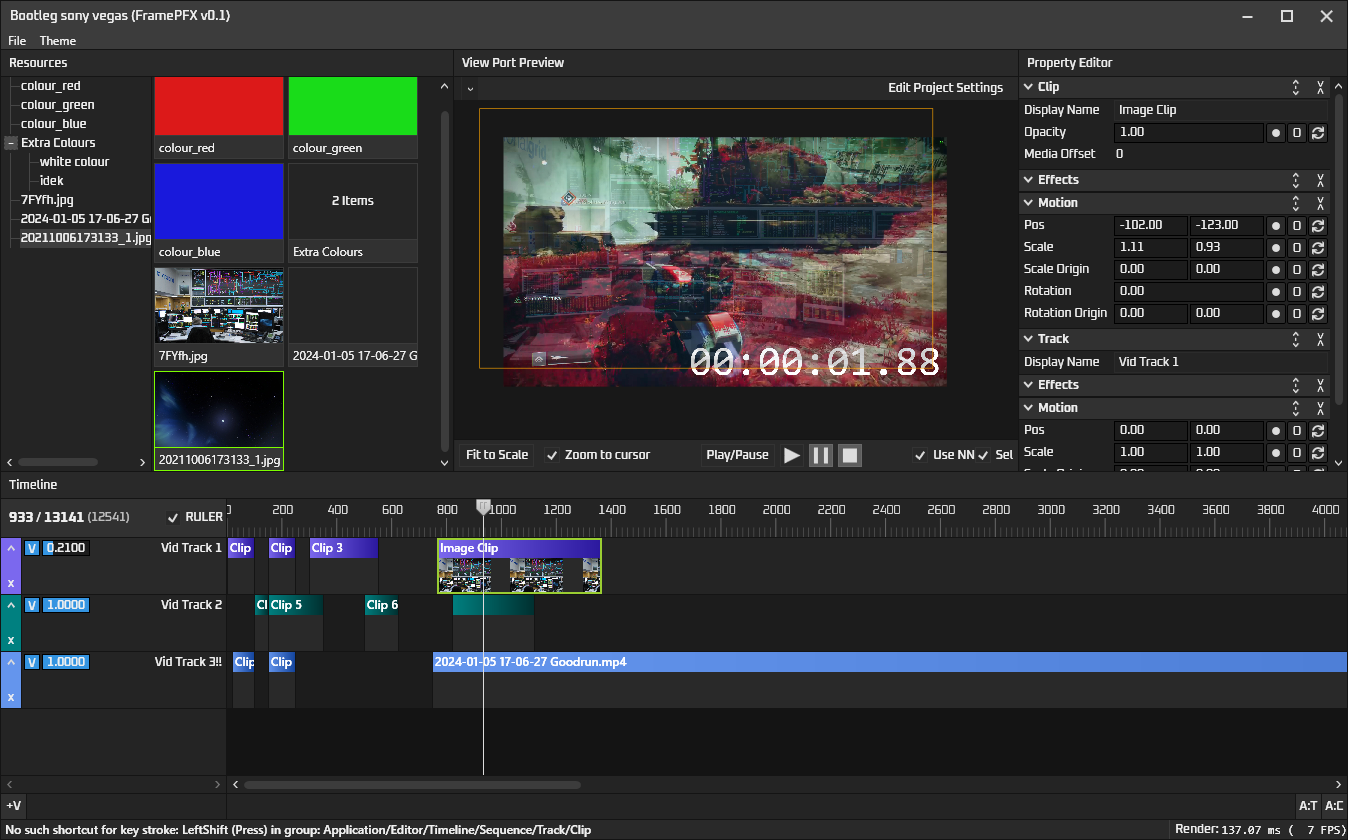 Bootleg sony vegas (FramePFX v0.1)
File Theme
Resources
colour_red
colour_green
colour_blue
Extra Colours
white colour
idek
7FYfh.jpg
2024-01-05 17-06-27 G
20211006173133_1.jpg
colour_red
colour_green
colour_blue
2 Items
Extra Colours
7FYfh.jpg
2024-01-05 17-06-27 G
20211006173133_1.jpg
View Port Preview
Edit Project Settings
00:00:01.88
Fit to Scale
Zoom to cursor
Play/Pause
Use NN
Sel
Property Editor
Clip
Display Name Image Clip
Opacity 1.00 O
Media Offset 0
Effects
Motion
Pos -102.00 -123.00 O
Scale 1.11 0.93 O
Scale Origin 0.00 0.00 O
Rotation 0.00 O
Rotation Origin 0.00 0.00 O
Track
Display Name Vid Track 1
Effects
Motion
Pos 0.00 0.00 O
Scale 1.00 1.00 O
Timeline
933 / 13141 (12541) RULER
200 400 600 800 1000 1200 1400 1600 1800 2000 2200 2400 2600 2800 3000 3200 3400 3600 3800 4000
V 0.2100 Vid Track 1
x
Clip Clip Clip 3 Image Clip
V 1.0000 Vid Track 2
x
Cl Clip 5 Clip 6
V 1.0000 Vid Track 3!!
x
Clip Clip 2024-01-05 17-06-27 Goodrun.mp4
+V
A:T A:C
No such shortcut for key stroke: LeftShift (Press) in group: Application/Editor/Timeline/Sequence/Track/Clip
Render: 137.07 ms ( 7 FPS)